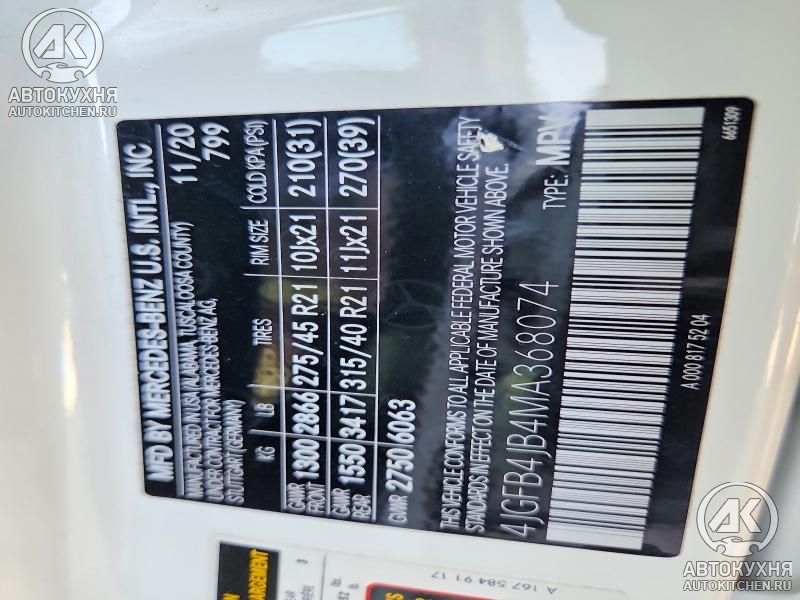 АВТОКУХНЯ
AUTOKITCHEN.RU
MFD BY MERCEDES-BENZ U.S. INTL., INC.
MANUFACTURED IN USA (ALABAMA, TUSCALOOSA COUNTY)
UNDER CONTRACT FOR MERCEDES-BENZ AG,
STUTTGART (GERMANY)
11/20
799
KG LB TIRES RIM SIZE COLD KPA (PSI)
GAWR FRONT 1300 2866 275/45 R21 10Jx21 210(31)
GAWR REAR 1550 3417 315/40 R21 11Jx21 270(39)
GVWR 2750 6063
THIS VEHICLE CONFORMS TO ALL APPLICABLE FEDERAL MOTOR VEHICLE SAFETY
STANDARDS IN EFFECT ON THE DATE OF MANUFACTURE SHOWN ABOVE.
4JGFB4JB4MA368074 TYPE: MPV
A 000 817 52 04
6651309
A 167 584 91 17
АВТОКУХНЯ
AUTOKITCHEN.RU